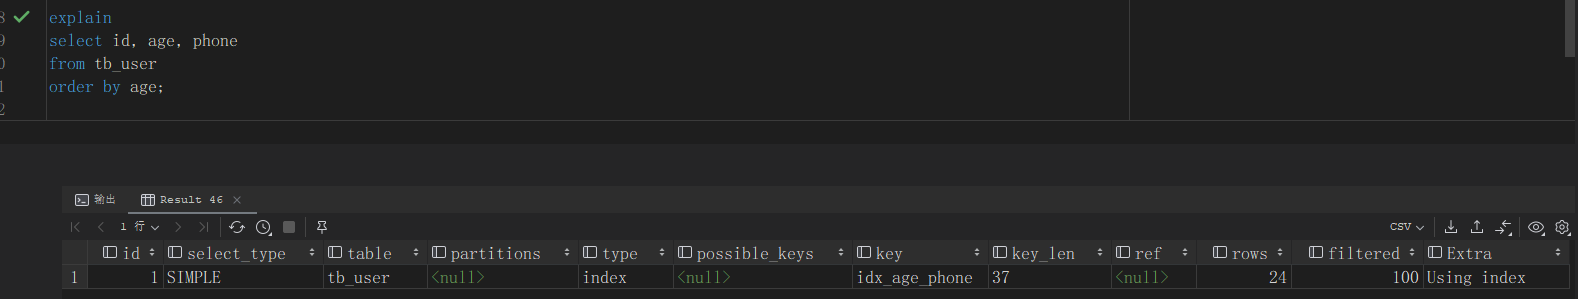 8 explain
9 select id, age, phone
0 from tb_user
1 order by age;
2
输出 Result 46 ×
1 行 CSV
id select_type table partitions type possible_keys key key_len ref rows filtered Extra
1 1 SIMPLE tb_user <null> index <null> idx_age_phone 37 <null> 24 100 Using index